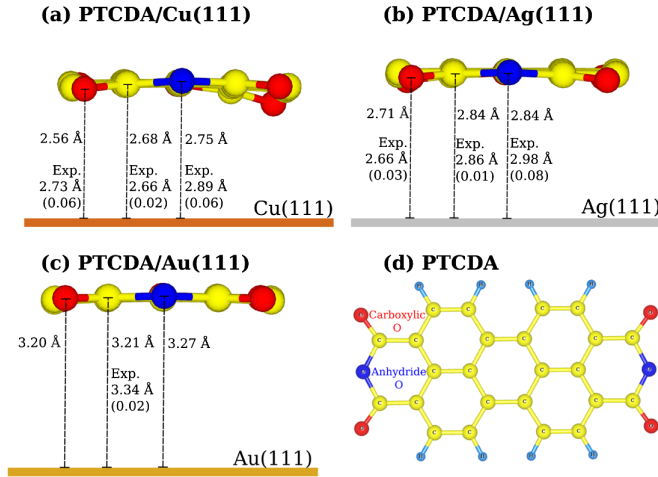 (a) PTCDA/Cu(111)
2.56 Å
2.68 Å
2.75 Å
Exp.
2.73 Å
(0.06)
Exp.
2.66 Å
(0.02)
Exp.
2.89 Å
(0.06)
Cu(111)
(b) PTCDA/Ag(111)
2.71 Å
2.84 Å
2.84 Å
Exp.
2.66 Å
(0.03)
Exp.
2.86 Å
(0.01)
Exp.
2.98 Å
(0.08)
Ag(111)
(c) PTCDA/Au(111)
3.20 Å
3.21 Å
3.27 Å
Exp.
3.34 Å
(0.02)
Au(111)
(d) PTCDA
Carboxylic
O
Anhydride
O